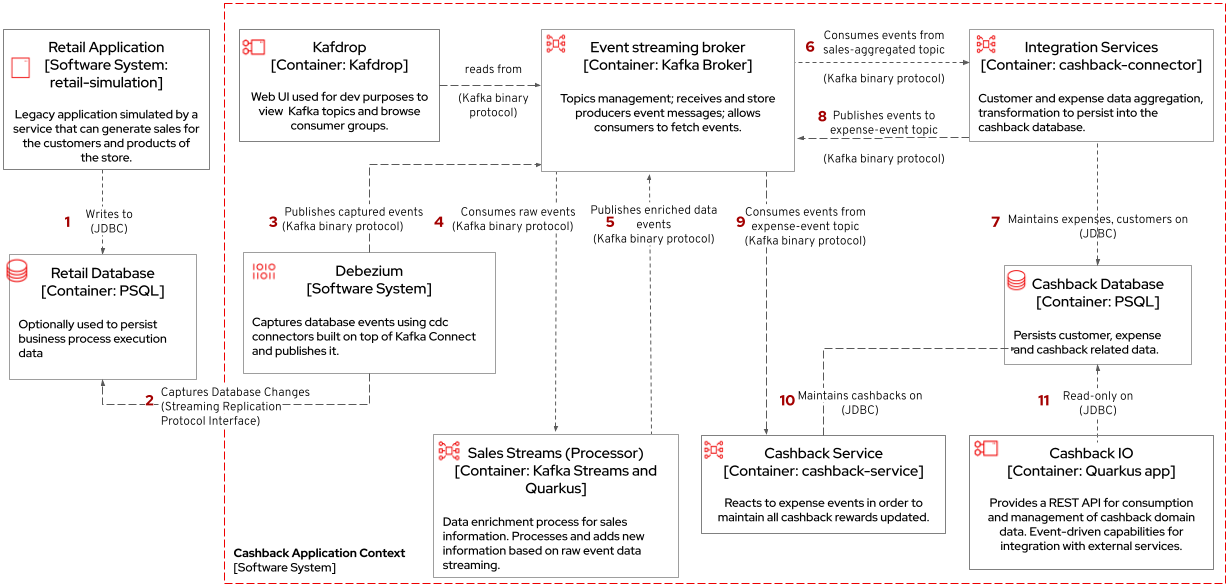 Retail Application
[Software System:
retail-simulation]
Legacy application simulated by a
service that can generate sales for
the customers and products of
the store.
Kafdrop
[Container: Kafdrop]
Web UI used for dev purposes to
view Kafka topics and browse
consumer groups.
reads from
(Kafka binary
protocol)
Event streaming broker
[Container: Kafka Broker]
Topics management; receives and store
producers event messages; allows
consumers to fetch events.
6
Consumes events from
sales-aggregated topic
(Kafka binary protocol)
8
Publishes events to
expense-event topic
(Kafka binary protocol)
Integration Services
[Container: cashback-connector]
Customer and expense data aggregation,
transformation to persist into the
cashback database.
1
Writes to
(JDBC)
3
Publishes captured events
(Kafka binary protocol)
4
Consumes raw events
(Kafka binary protocol)
5
Publishes enriched data
events
(Kafka binary protocol)
9
Consumes events from
expense-event topic
(Kafka binary protocol)
7
Maintains expenses, customers on
(JDBC)
Retail Database
[Container: PSQL]
Optionally used to persist
business process execution
data
1010
11011
Debezium
[Software System]
Captures database events using cdc
connectors built on top of Kafka Connect
and publishes it.
Cashback Database
[Container: PSQL]
Persists customer, expense
and cashback related data.
2
Captures Database Changes
(Streaming Replication
Protocol Interface)
10
Maintains cashbacks on
(JDBC)
11
Read-only on
(JDBC)
Sales Streams (Processor)
[Container: Kafka Streams and
Quarkus]
Data enrichment process for sales
information. Processes and adds new
information based on raw event data
streaming.
Cashback Service
[Container: cashback-service]
Reacts to expense events in order to
maintain all cashback rewards updated.
Cashback IO
[Container: Quarkus app]
Provides a REST API for consumption
and management of cashback domain
data. Event-driven capabilities for
integration with external services.
Cashback Application Context
[Software System]